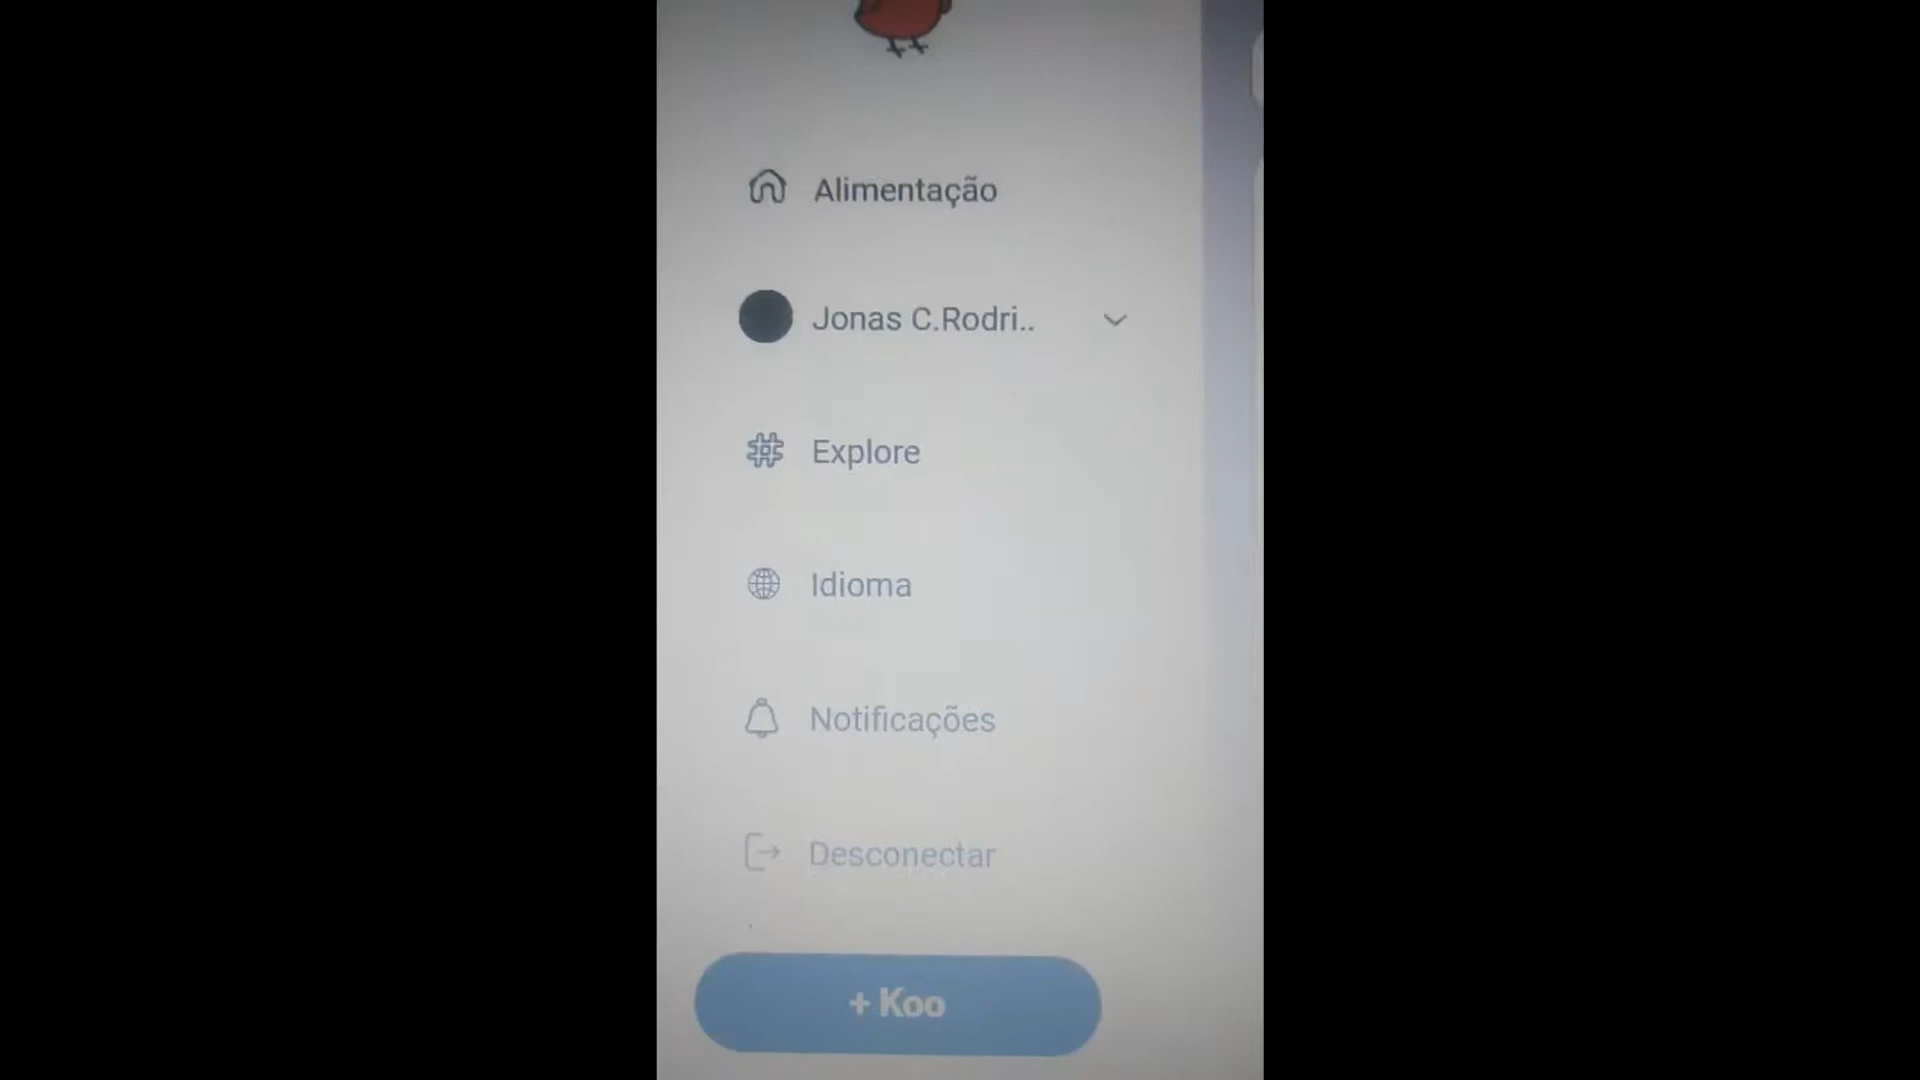 Alimentação
Jonas C.Rodri..
Explore
Idioma
Notificações
Desconectar
+ Koo